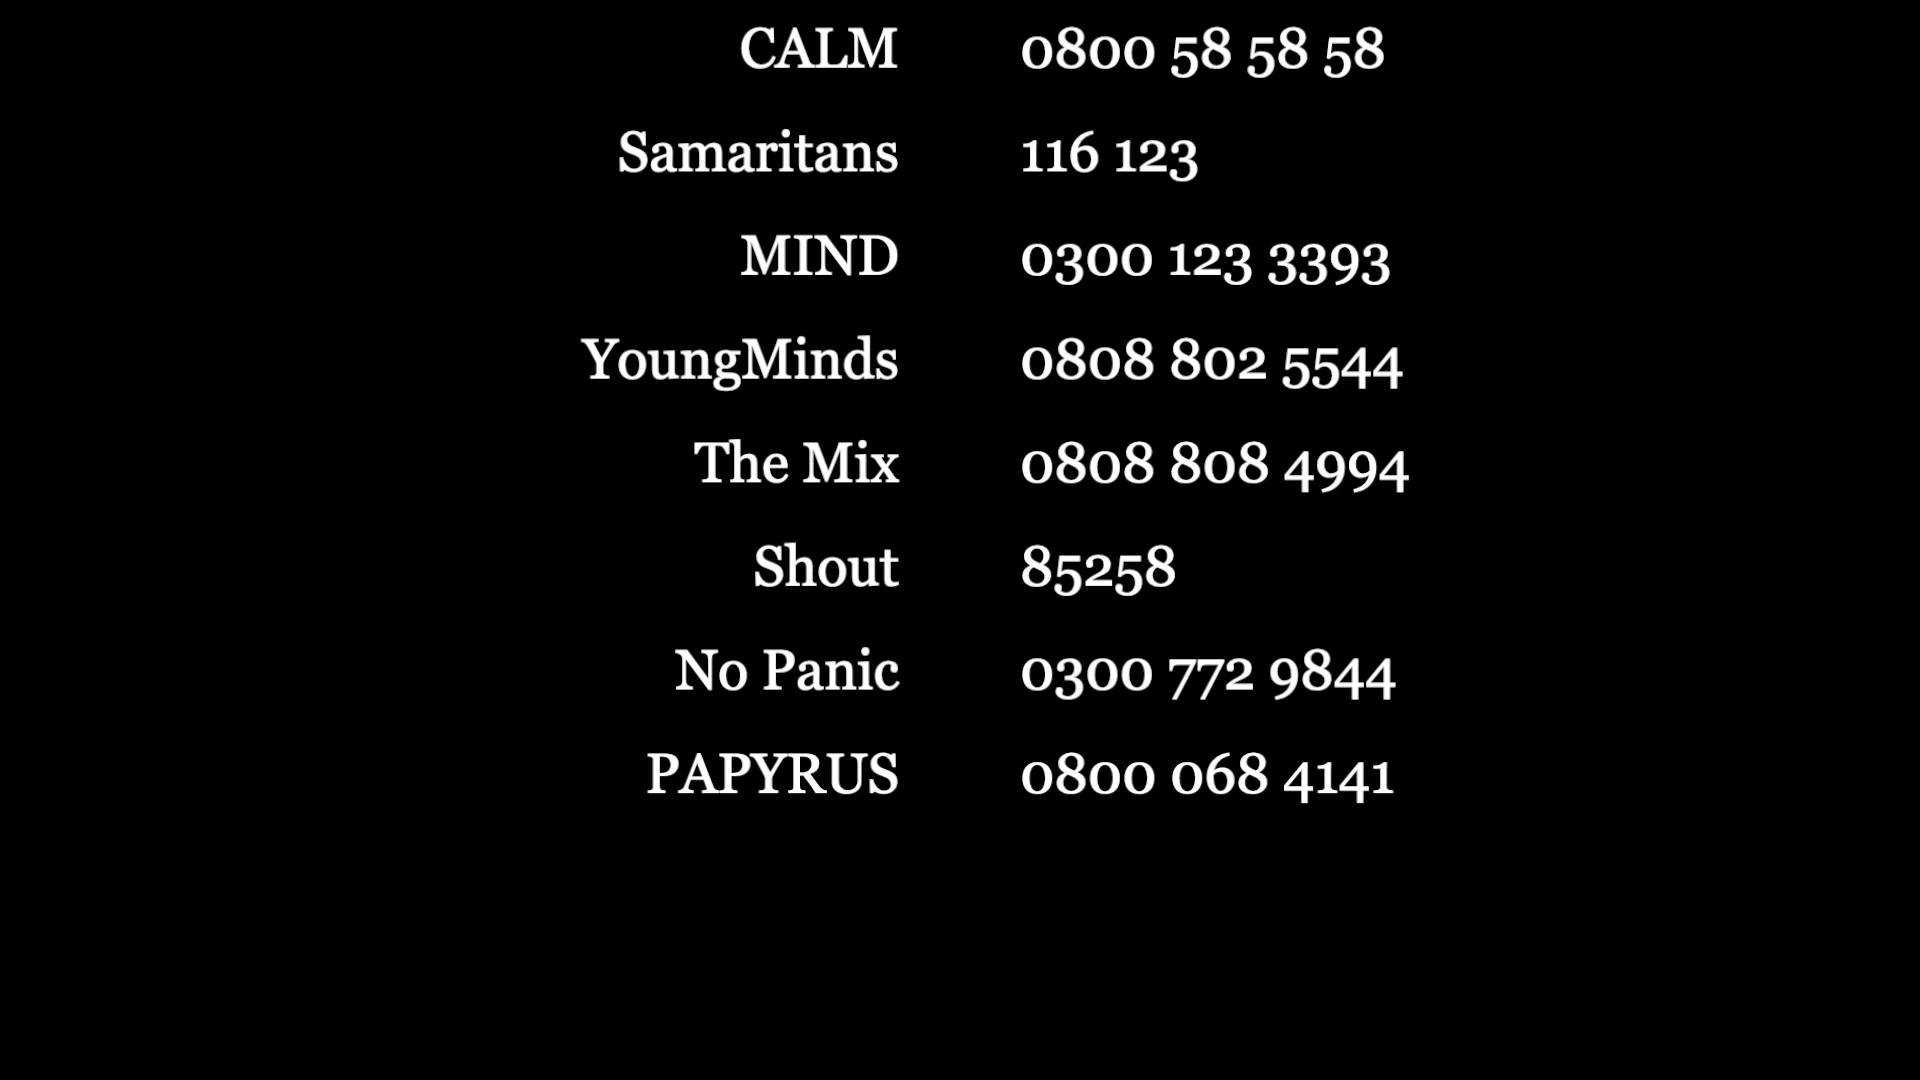 CALM 0800 58 58 58
Samaritans 116 123
MIND 0300 123 3393
YoungMinds 0808 802 5544
The Mix 0808 808 4994
Shout 85258
No Panic 0300 772 9844
PAPYRUS 0800 068 4141